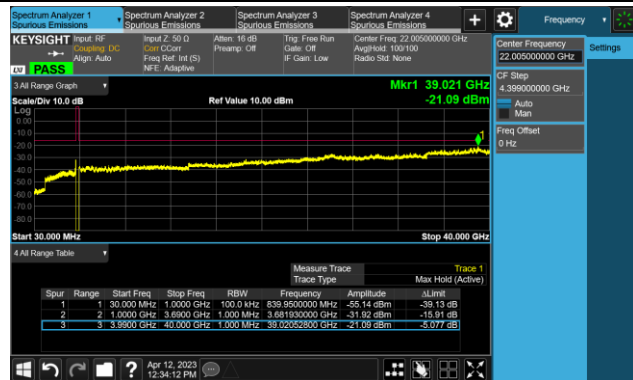 Spectrum Analyzer 1
Spurious Emissions
Spectrum Analyzer 2
Spurious Emissions
Spectrum Analyzer 3
Spurious Emissions
Spectrum Analyzer 4
Spurious Emissions
Frequency
KEYSIGHT
Input: RF
Coupling: DC
Align: Auto
Input Z: 50 Ω
Corr CCorr
Freq Ref: Int (S)
NFE: Adaptive
Atten: 16 dB
Preamp: Off
Trig: Free Run
Gate: Off
IF Gain: Low
Center Freq: 22.005000000 GHz
Avg|Hold: 100/100
Radio Std: None
PASS
Center Frequency
22.005000000 GHz
Settings
CF Step
4.399000000 GHz
Auto
Man
Freq Offset
0 Hz
3 All Range Graph
Mkr1 39.021 GHz
Scale/Div 10.0 dB
Ref Value 10.00 dBm
-21.09 dBm
Log
0.00
-10.0
-20.0
-30.0
-40.0
-50.0
-60.0
-70.0
-80.0
1
Start 30.000 MHz
Stop 40.000 GHz
4 All Range Table
Measure Trace Trace 1
Trace Type Max Hold (Active)
Spur Range Start Freq Stop Freq RBW Frequency Amplitude ΔLimit
1 1 30.000 MHz 1.0000 GHz 100.0 kHz 839.9500000 MHz -55.14 dBm -39.13 dB
2 2 1.0000 GHz 3.6900 GHz 1.000 MHz 3.681930000 GHz -31.92 dBm -15.91 dB
3 3 3.9900 GHz 40.000 GHz 1.000 MHz 39.02052800 GHz -21.09 dBm -5.077 dB
Apr 12, 2023
12:34:12 PM